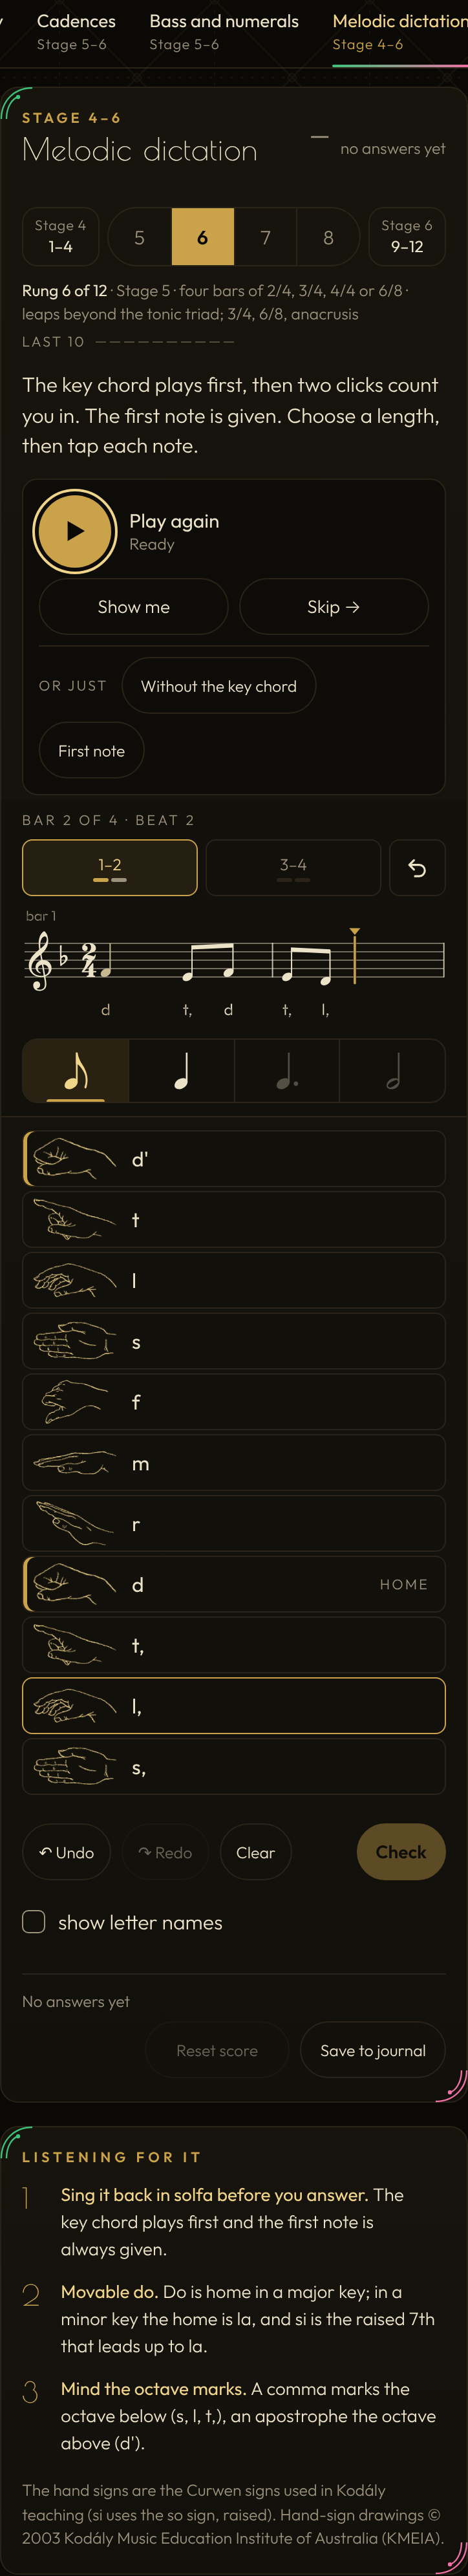 Cadences
Stage 5–6
Bass and numerals
Stage 5–6
Melodic dictation
Stage 4–6
STAGE 4–6
Melodic dictation
— no answers yet
Stage 4
1–4
5
6
7
8
Stage 6
9–12
Rung 6 of 12 · Stage 5 · four bars of 2/4, 3/4, 4/4 or 6/8 ·
leaps beyond the tonic triad; 3/4, 6/8, anacrusis
LAST 10 — — — — — — — — — —
The key chord plays first, then two clicks count
you in. The first note is given. Choose a length,
then tap each note.
Play again
Ready
Show me
Skip →
OR JUST
Without the key chord
First note
BAR 2 OF 4 · BEAT 2
1–2
3–4
bar 1
2
4
d t, d t, l,
d'
t
l
s
f
m
r
d HOME
t,
l,
s,
↶ Undo
↷ Redo
Clear
Check
show letter names
No answers yet
Reset score
Save to journal
LISTENING FOR IT
1 Sing it back in solfa before you answer. The
key chord plays first and the first note is
always given.
2 Movable do. Do is home in a major key; in a
minor key the home is la, and si is the raised 7th
that leads up to la.
3 Mind the octave marks. A comma marks the
octave below (s, l, t,), an apostrophe the octave
above (d').
The hand signs are the Curwen signs used in Kodály
teaching (si uses the so sign, raised). Hand-sign drawings ©
2003 Kodály Music Education Institute of Australia (KMEIA).